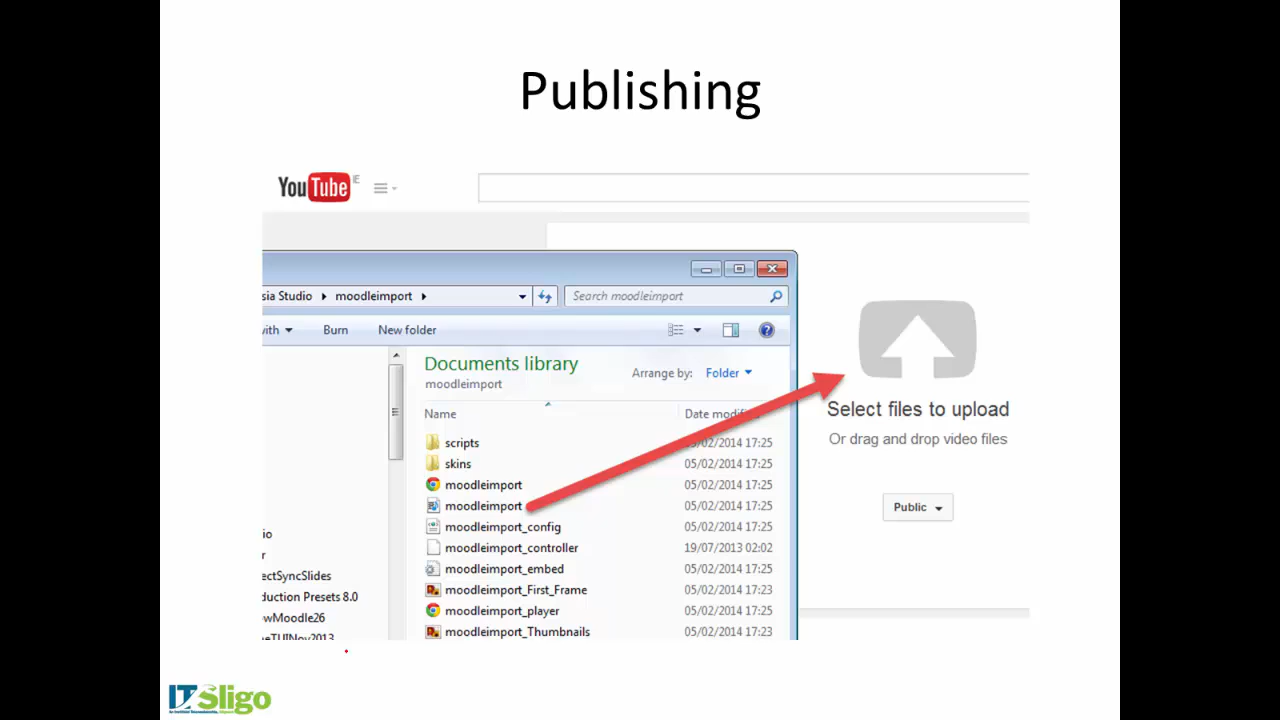 Publishing
YouTube IE
sia Studio moodleimport
Search moodleimport
with Burn New folder
Documents library
moodleimport
Arrange by: Folder
Name Date modified
scripts 05/02/2014 17:25
skins 05/02/2014 17:25
moodleimport 05/02/2014 17:25
moodleimport 05/02/2014 17:25
moodleimport_config 05/02/2014 17:25
moodleimport_controller 19/07/2013 02:02
moodleimport_embed 05/02/2014 17:25
moodleimport_First_Frame 05/02/2014 17:23
moodleimport_player 05/02/2014 17:25
moodleimport_Thumbnails 05/02/2014 17:23
io
r
ectSyncSlides
duction Presets 8.0
wMoodle26
eTUINov2013
Select files to upload
Or drag and drop video files
Public
IT Sligo